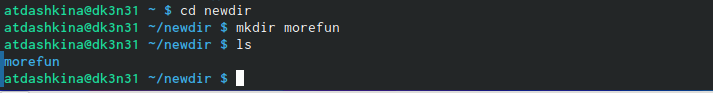 atdashkina@dk3n31 ~ $ cd newdir
atdashkina@dk3n31 ~/newdir $ mkdir morefun
atdashkina@dk3n31 ~/newdir $ ls
morefun
atdashkina@dk3n31 ~/newdir $